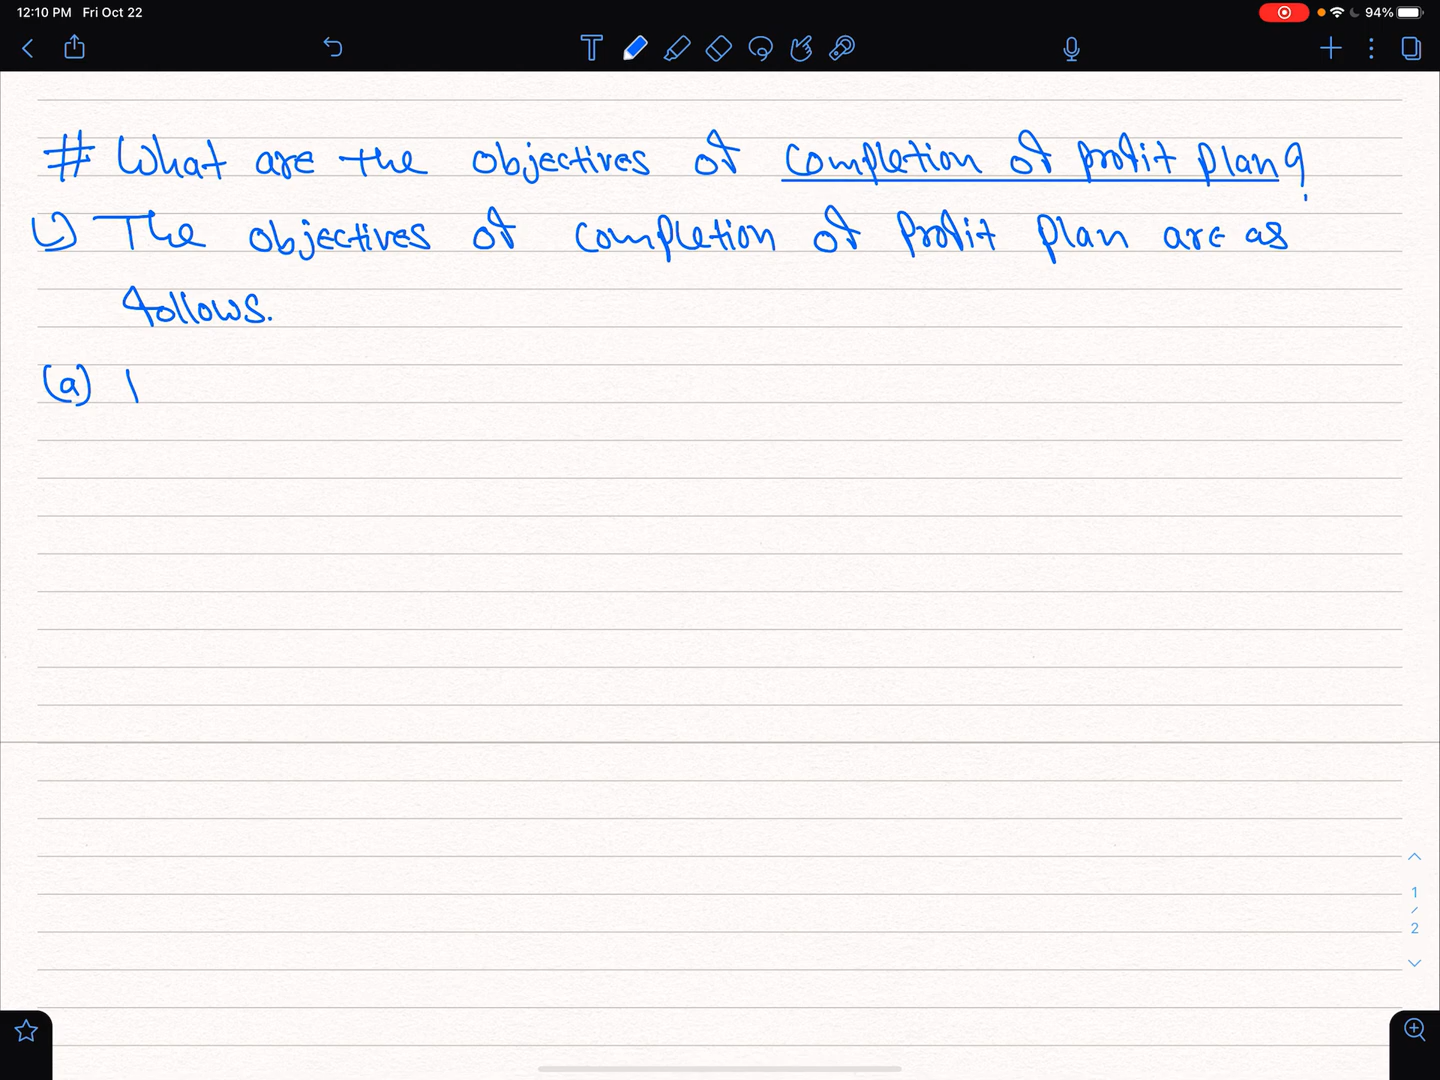 12:10 PM Fri Oct 22
94%
# What are the objectives of completion of profit plan?
↳ The objectives of completion of profit plan are as
follows.
(a)
1
/
2